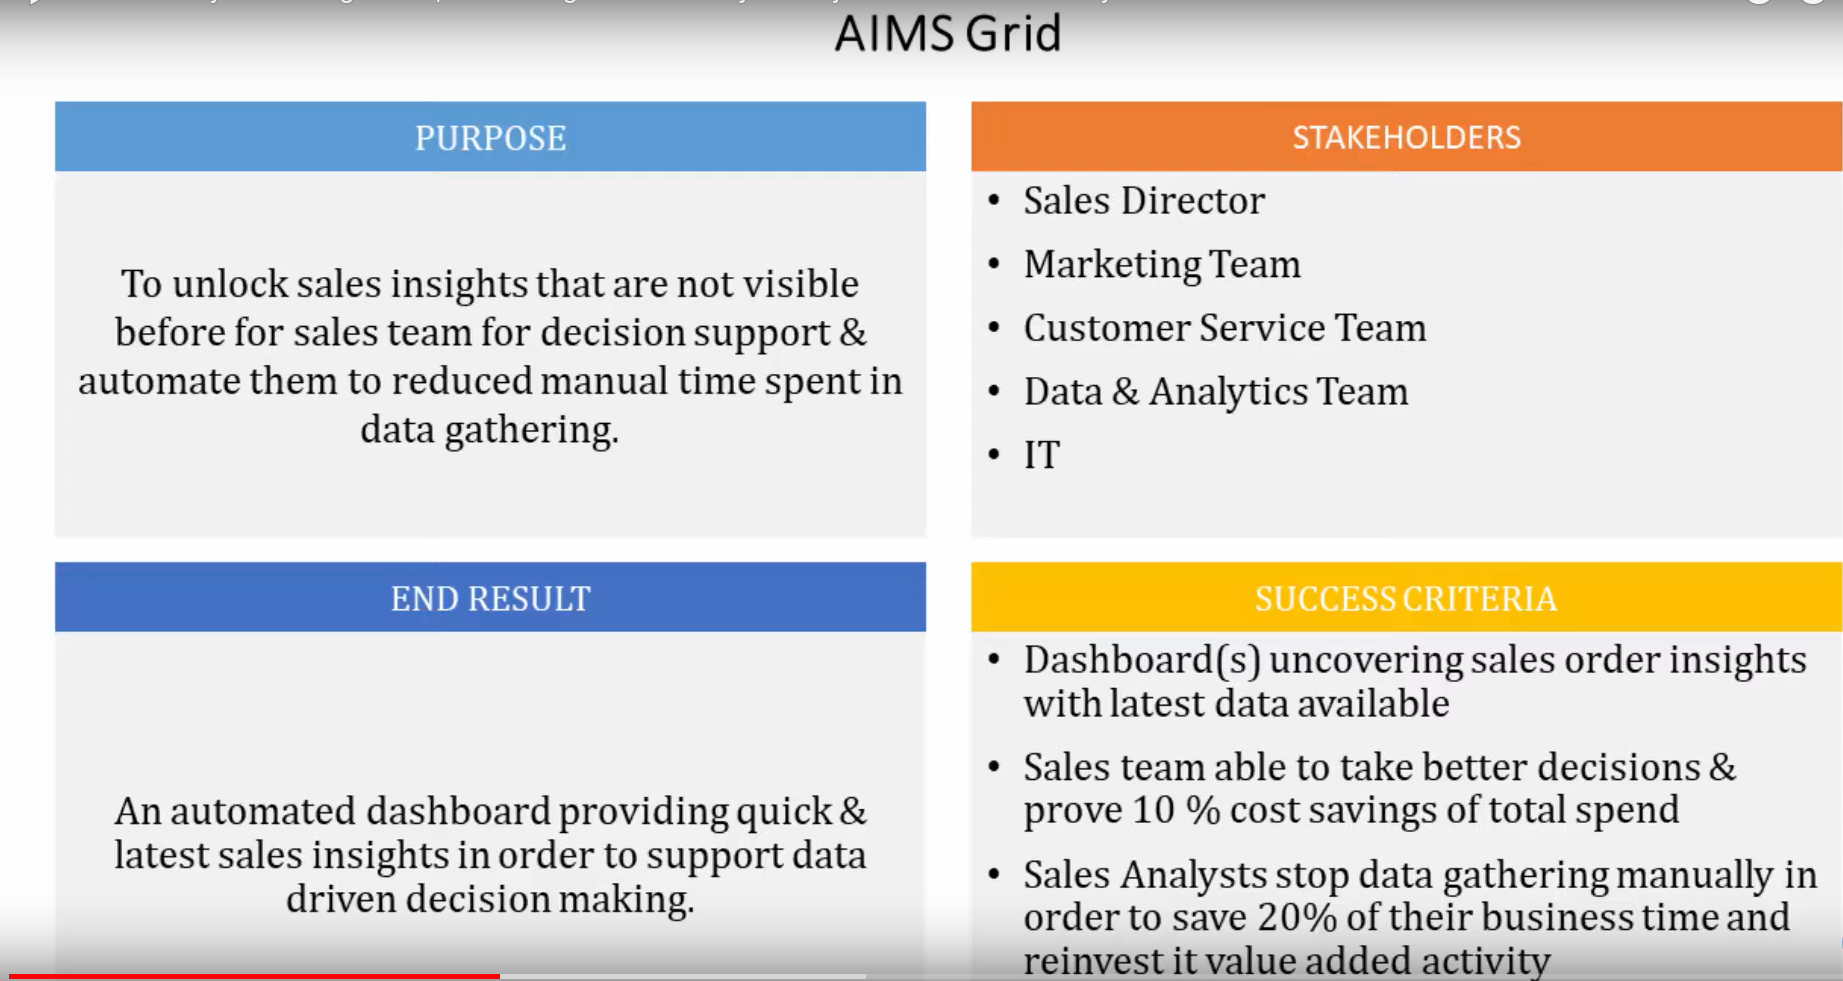 AIMS Grid
PURPOSE
To unlock sales insights that are not visible
before for sales team for decision support &
automate them to reduced manual time spent in
data gathering.
STAKEHOLDERS
• Sales Director
• Marketing Team
• Customer Service Team
• Data & Analytics Team
• IT
END RESULT
An automated dashboard providing quick &
latest sales insights in order to support data
driven decision making.
SUCCESS CRITERIA
• Dashboard(s) uncovering sales order insights
with latest data available
• Sales team able to take better decisions &
prove 10 % cost savings of total spend
• Sales Analysts stop data gathering manually in
order to save 20% of their business time and
reinvest it value added activity